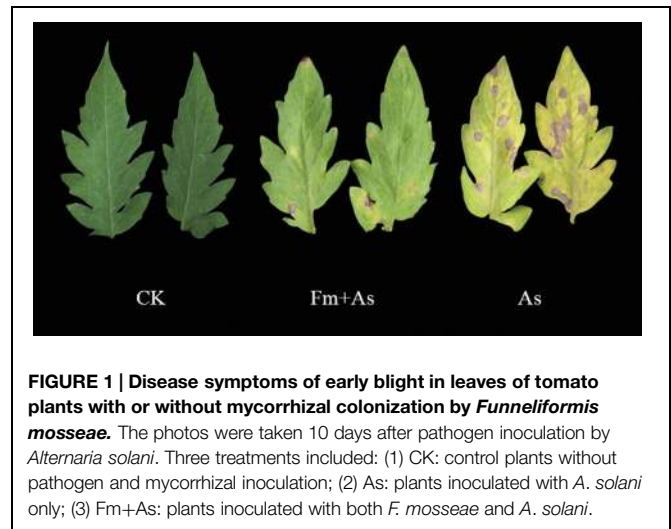 CK
Fm+As
As
FIGURE 1 | Disease symptoms of early blight in leaves of tomato
plants with or without mycorrhizal colonization by Funneliformis
mosseae. The photos were taken 10 days after pathogen inoculation by
Alternaria solani. Three treatments included: (1) CK: control plants without
pathogen and mycorrhizal inoculation; (2) As: plants inoculated with A. solani
only; (3) Fm+As: plants inoculated with both F. mosseae and A. solani.